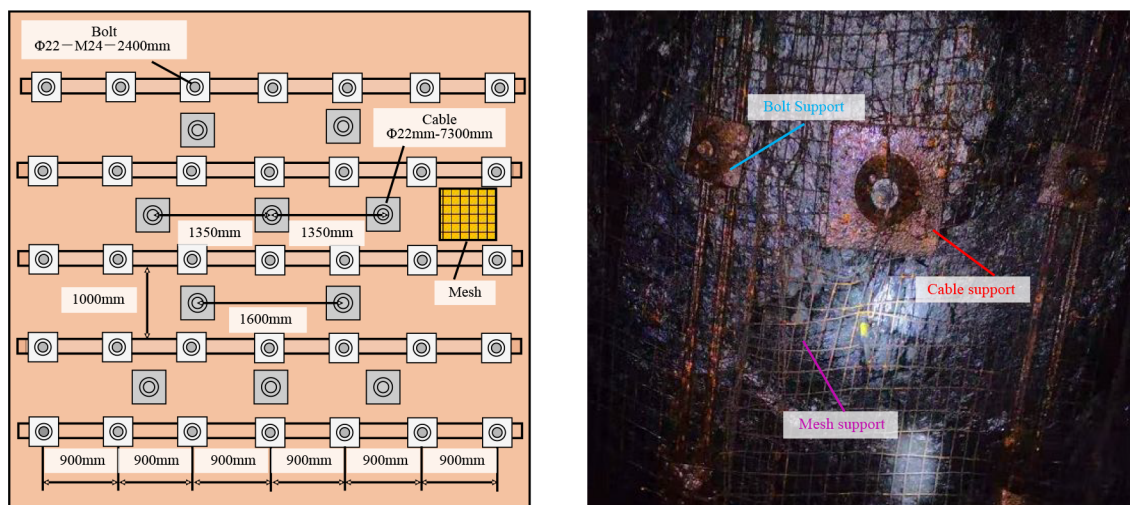 Bolt
Φ22－M24－2400mm
Cable
Φ22mm-7300mm
1350mm
1350mm
Mesh
1000mm
1600mm
900mm
900mm
900mm
900mm
900mm
900mm
Bolt Support
Cable support
Mesh support